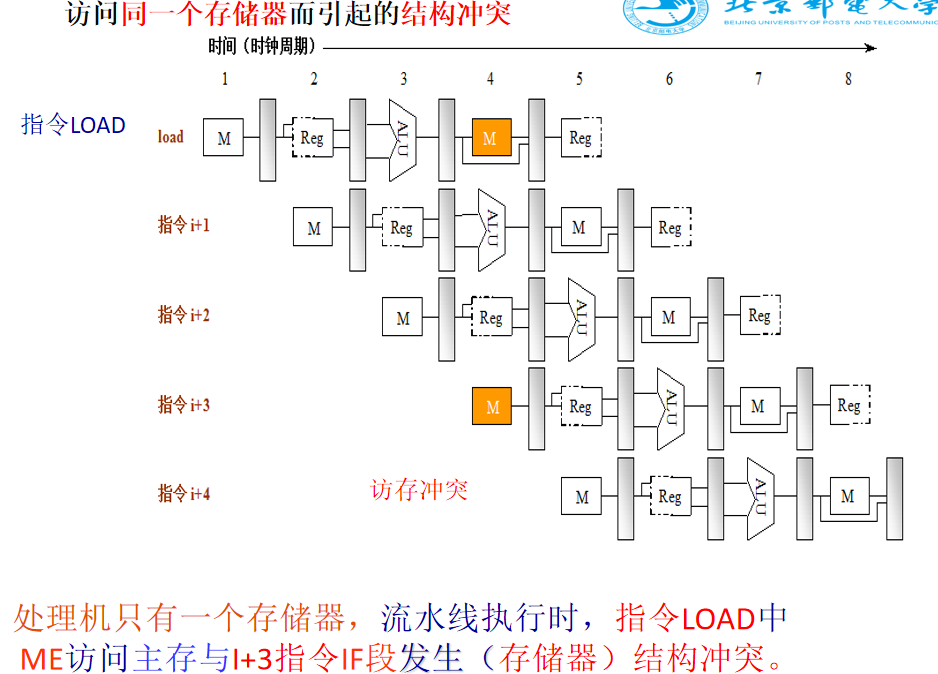 访问同一个存储器而引起的结构冲突
BEIJING UNIVERSITY OF POSTS AND TELECOMMUNIC
时间（时钟周期）
1 2 3 4 5 6 7 8
指令LOAD
load M Reg ALU M Reg
指令 i+1 M Reg ALU M Reg
指令 i+2 M Reg ALU M Reg
指令 i+3 M Reg ALU M Reg
指令 i+4 M Reg ALU M
访存冲突
处理机只有一个存储器，流水线执行时，指令LOAD中
ME访问主存与I+3指令IF段发生（存储器）结构冲突。